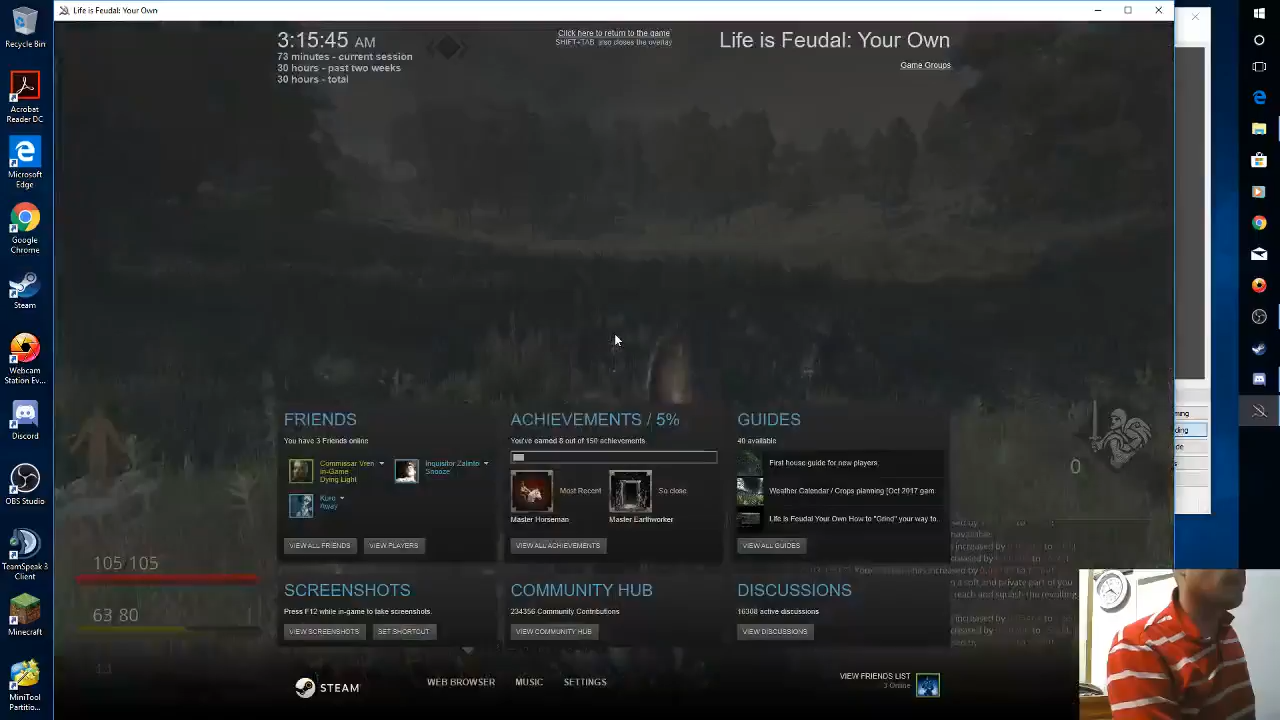 Life is Feudal: Your Own
Recycle Bin
Acrobat
Reader DC
Microsoft
Edge
Google
Chrome
Steam
Webcam
Station Ev...
Discord
OBS Studio
TeamSpeak 3
Client
Minecraft
MiniTool
Partitio...
3:15:45 AM
73 minutes - current session
30 hours - past two weeks
30 hours - total
Click here to return to the game
SHIFT+TAB also closes the overlay
Life is Feudal: Your Own
Game Groups
FRIENDS
You have 3 Friends online
Commissar Vren
In-Game
Dying Light
Inquisitor Zalinto
Snooze
Kuro
Away
VIEW ALL FRIENDS
VIEW PLAYERS
ACHIEVEMENTS / 5%
You've earned 8 out of 150 achievements
Most Recent
So close
Master Horseman
Master Earthworker
VIEW ALL ACHIEVEMENTS
GUIDES
40 available
First house guide for new players.
Weather Calendar / Crops planning [Oct 2017 gam
Life is Feudal Your Own How to "Grind" your way to
VIEW ALL GUIDES
SCREENSHOTS
Press F12 while in-game to take screenshots.
VIEW SCREENSHOTS
SET SHORTCUT
COMMUNITY HUB
234356 Community Contributions
VIEW COMMUNITY HUB
DISCUSSIONS
16308 active discussions
VIEW DISCUSSIONS
STEAM
WEB BROWSER
MUSIC
SETTINGS
VIEW FRIENDS LIST
3 Online
105/105
63 80
0